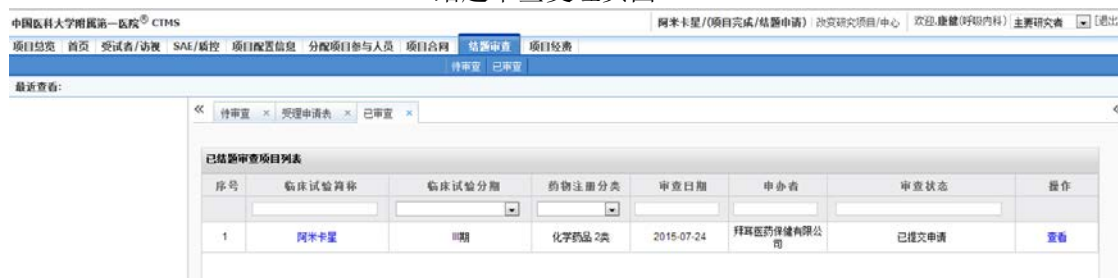 结题审查受理页面
中国医科大学附属第一医院® CTMS
阿米卡星/(项目完成/结题申请) 改变研究项目/中心 欢迎.康健(呼吸内科) 主要研究者 [退出
项目总览 首页 受试者/访视 SAE/质控 项目配置信息 分配项目参与人员 项目合同 结题审查 项目经费
待审查 已审查
最近查看:
待审查 × 受理申请表 × 已审查 ×
已结题审查项目列表
序号 临床试验简称 临床试验分期 药物注册分类 审查日期 申办者 审查状态 操作
1 阿米卡星 III期 化学药品 2类 2015-07-24 拜耳医药保健有限公司 已提交申请 查看